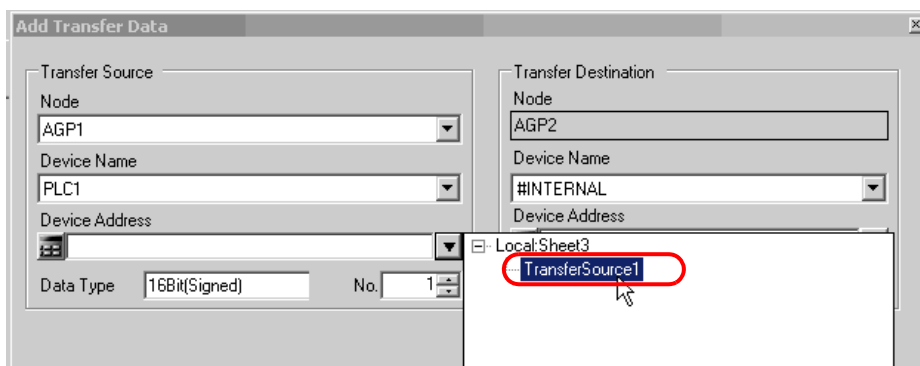 Add Transfer Data
Transfer Source
Node
AGP1
Device Name
PLC1
Device Address
Data Type 16Bit(Signed) No. 1
Transfer Destination
Node
AGP2
Device Name
#INTERNAL
Device Address
Local:Sheet3
TransferSource1